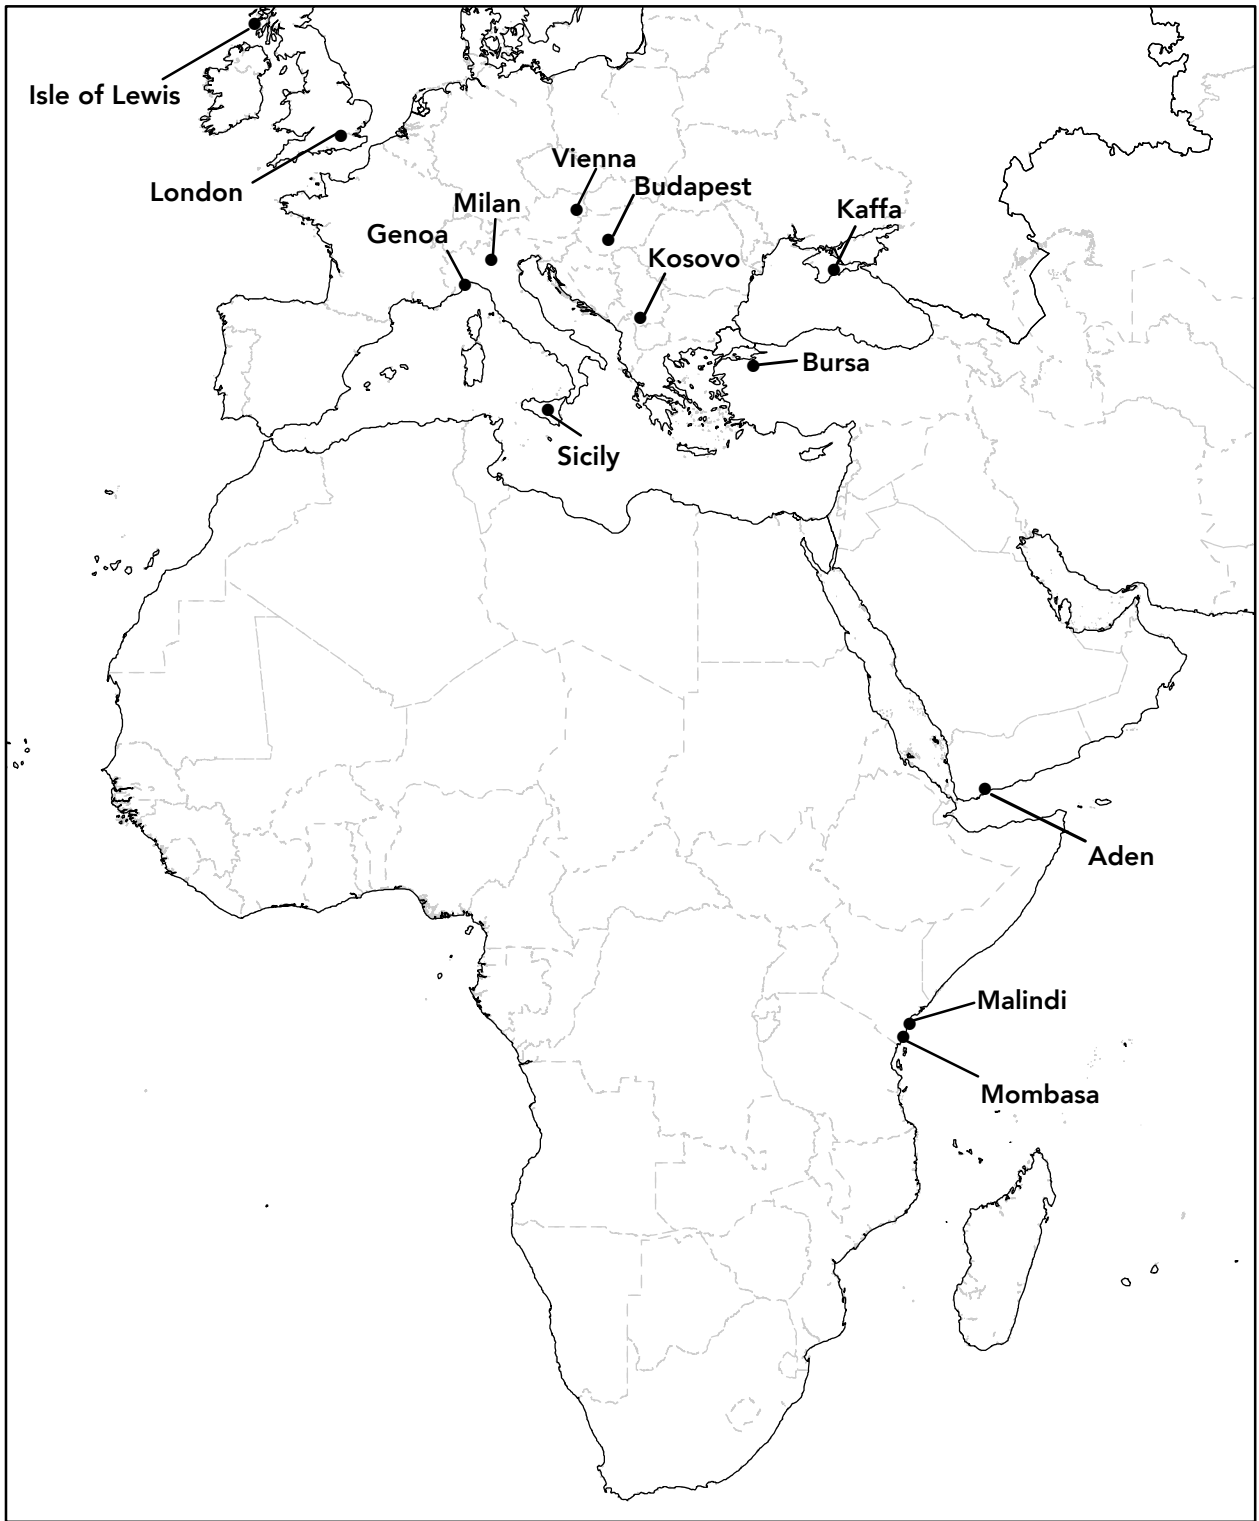 Isle of Lewis
London
Vienna
Budapest
Milan
Kaffa
Genoa
Kosovo
Bursa
Sicily
Aden
Malindi
Mombasa